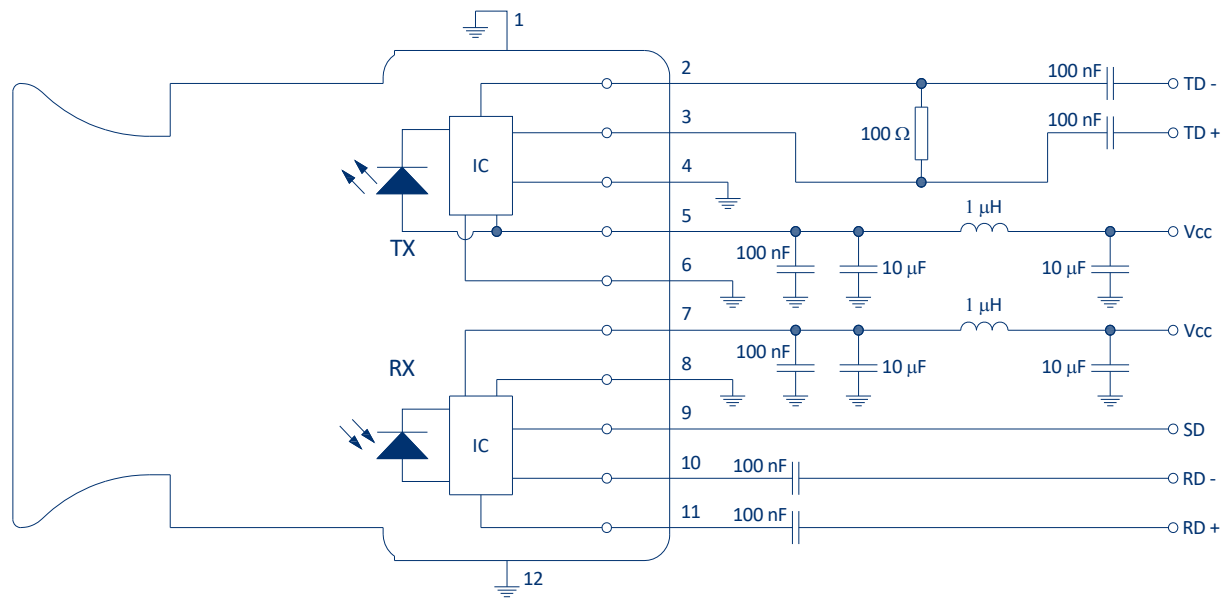 1
2
100 nF
TD -
3
100 Ω
100 nF
TD +
IC
4
TX
5
1 μH
Vcc
100 nF
10 μF
10 μF
6
7
1 μH
Vcc
RX
100 nF
10 μF
10 μF
8
9
SD
IC
10
100 nF
RD -
11
100 nF
RD +
12